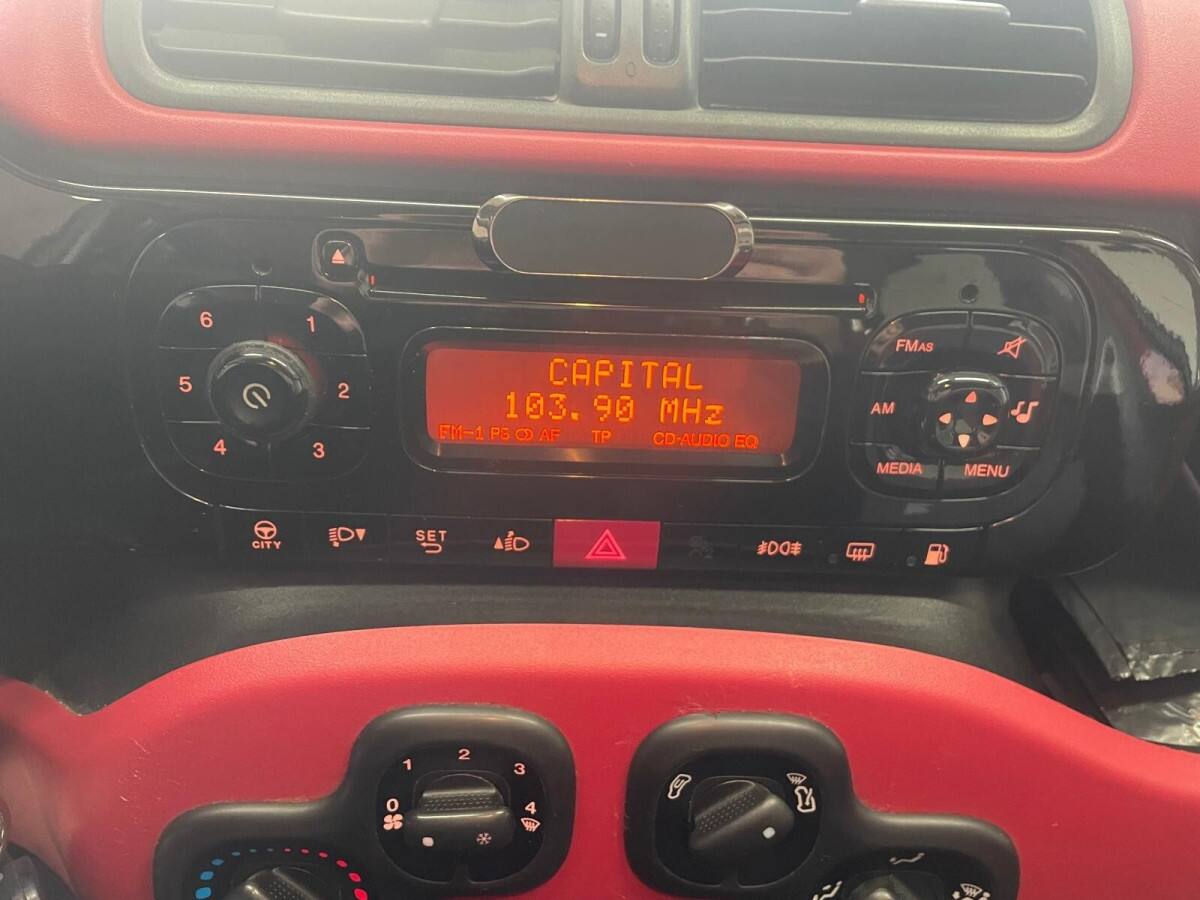 6 1
5 2
4 3
CAPITAL
103.90 MHz
FM-1 PS AF TP CD-AUDIO EQ
FMAS
AM
MEDIA MENU
CITY
SET
0 1 2 3 4
0